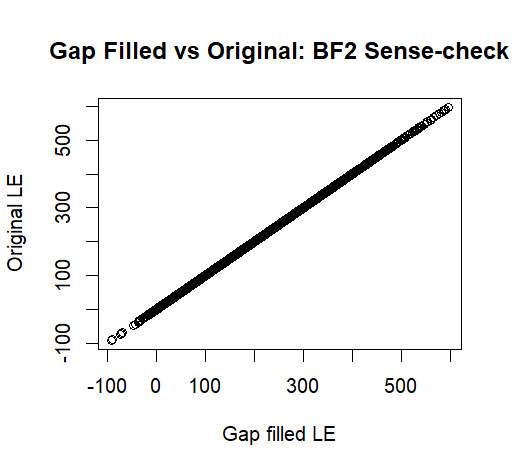 Gap Filled vs Original: BF2 Sense-check
Original LE
500
300
100
-100
-100 0 100 300 500
Gap filled LE